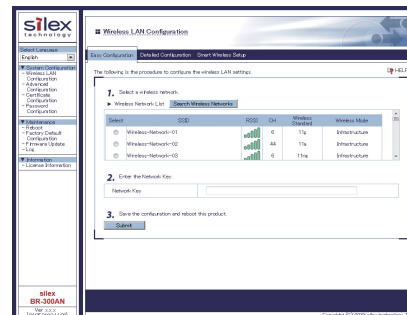 silex
technology
Select Language
English
▼ System Configuration
- Wireless LAN
Configuration
- Advanced
Configuration
- Certificate
Configuration
- Password
Configuration
▼ Maintenance
- Reboot
- Factory Default
Configuration
- Firmware Update
- Log
▼ Information
- License Information
silex
BR-300AN
Ver x.x.x
Wireless LAN Configuration
Easy Configuration Detailed Configuration Smart Wireless Setup
HELP
The following is the procedure to configure the wireless LAN settings.
1. Select a wireless network.
Wireless Network List Search Wireless Networks
Select SSID RSSI CH Wireless Standard Wireless Mode
Wireless-Network-01 6 11g Infrastructure
Wireless-Network-02 44 11a Infrastructure
Wireless-Network-03 6 11ng Infrastructure
2. Enter the Network Key.
Network Key
3. Save the configuration and reboot this product.
Submit